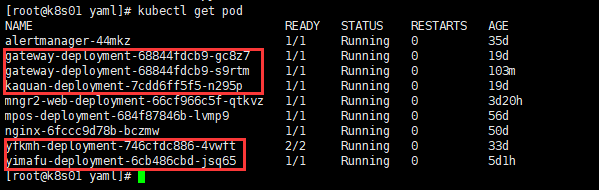 [root@k8s01 yaml]# kubectl get pod
NAME READY STATUS RESTARTS AGE
alertmanager-44mkz 1/1 Running 0 35d
gateway-deployment-68844fdcb9-gc8z7 1/1 Running 0 19d
gateway-deployment-68844fdcb9-s9rtm 1/1 Running 0 103m
kaquan-deployment-7cdd6ff5f5-n295p 1/1 Running 0 19d
mngr2-web-deployment-66cf966c5f-qtkvz 1/1 Running 0 3d20h
mpos-deployment-684f87846b-lvmp9 1/1 Running 0 56d
nginx-6fccc9d78b-bczmw 1/1 Running 0 50d
yfkmh-deployment-746cfdc886-4vwft 2/2 Running 0 33d
yimafu-deployment-6cb486cbd-jsq65 1/1 Running 0 5d1h
[root@k8s01 yaml]#